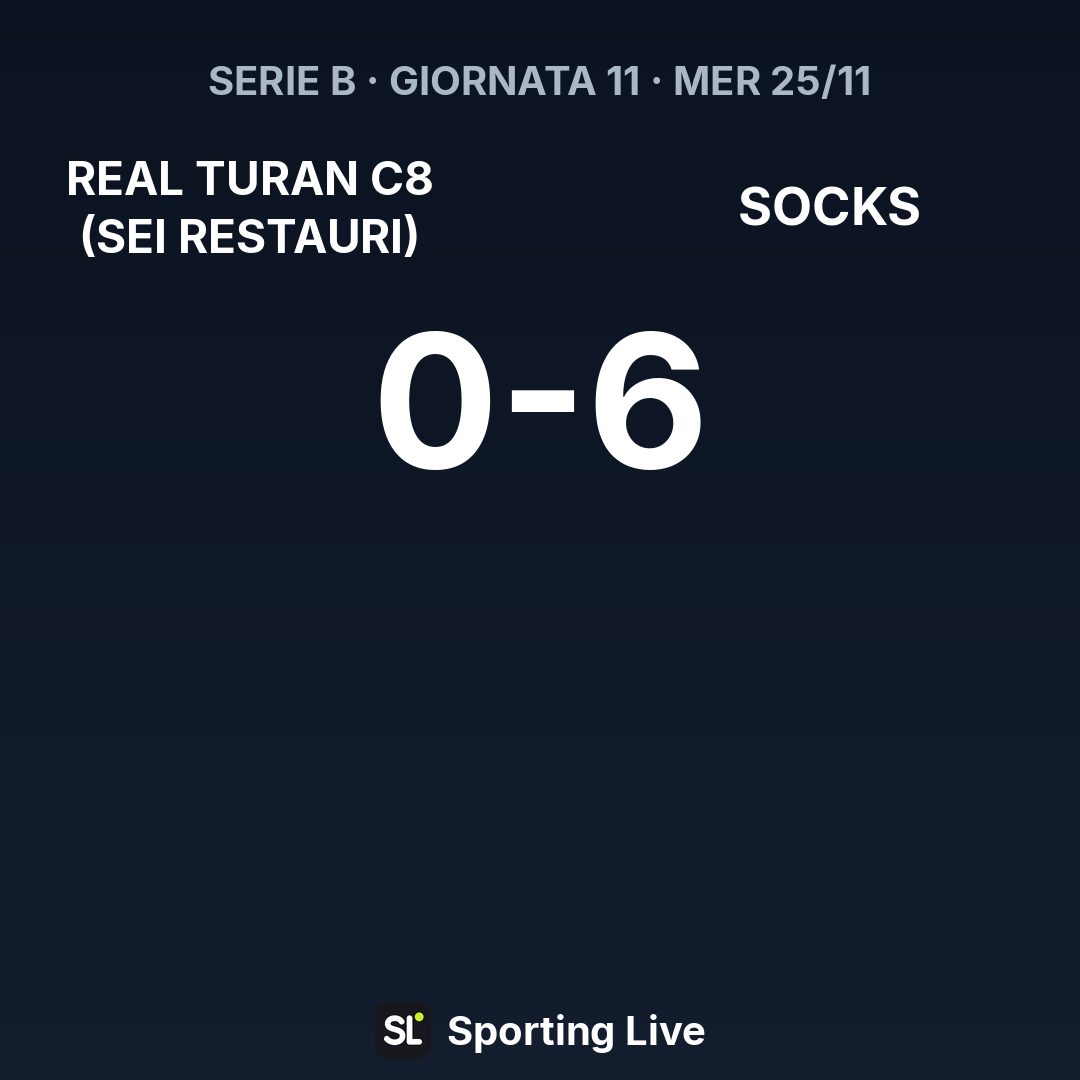 SERIE B · GIORNATA 11 · MER 25/11
REAL TURAN C8
(SEI RESTAURI)
SOCKS
0-6
SL Sporting Live